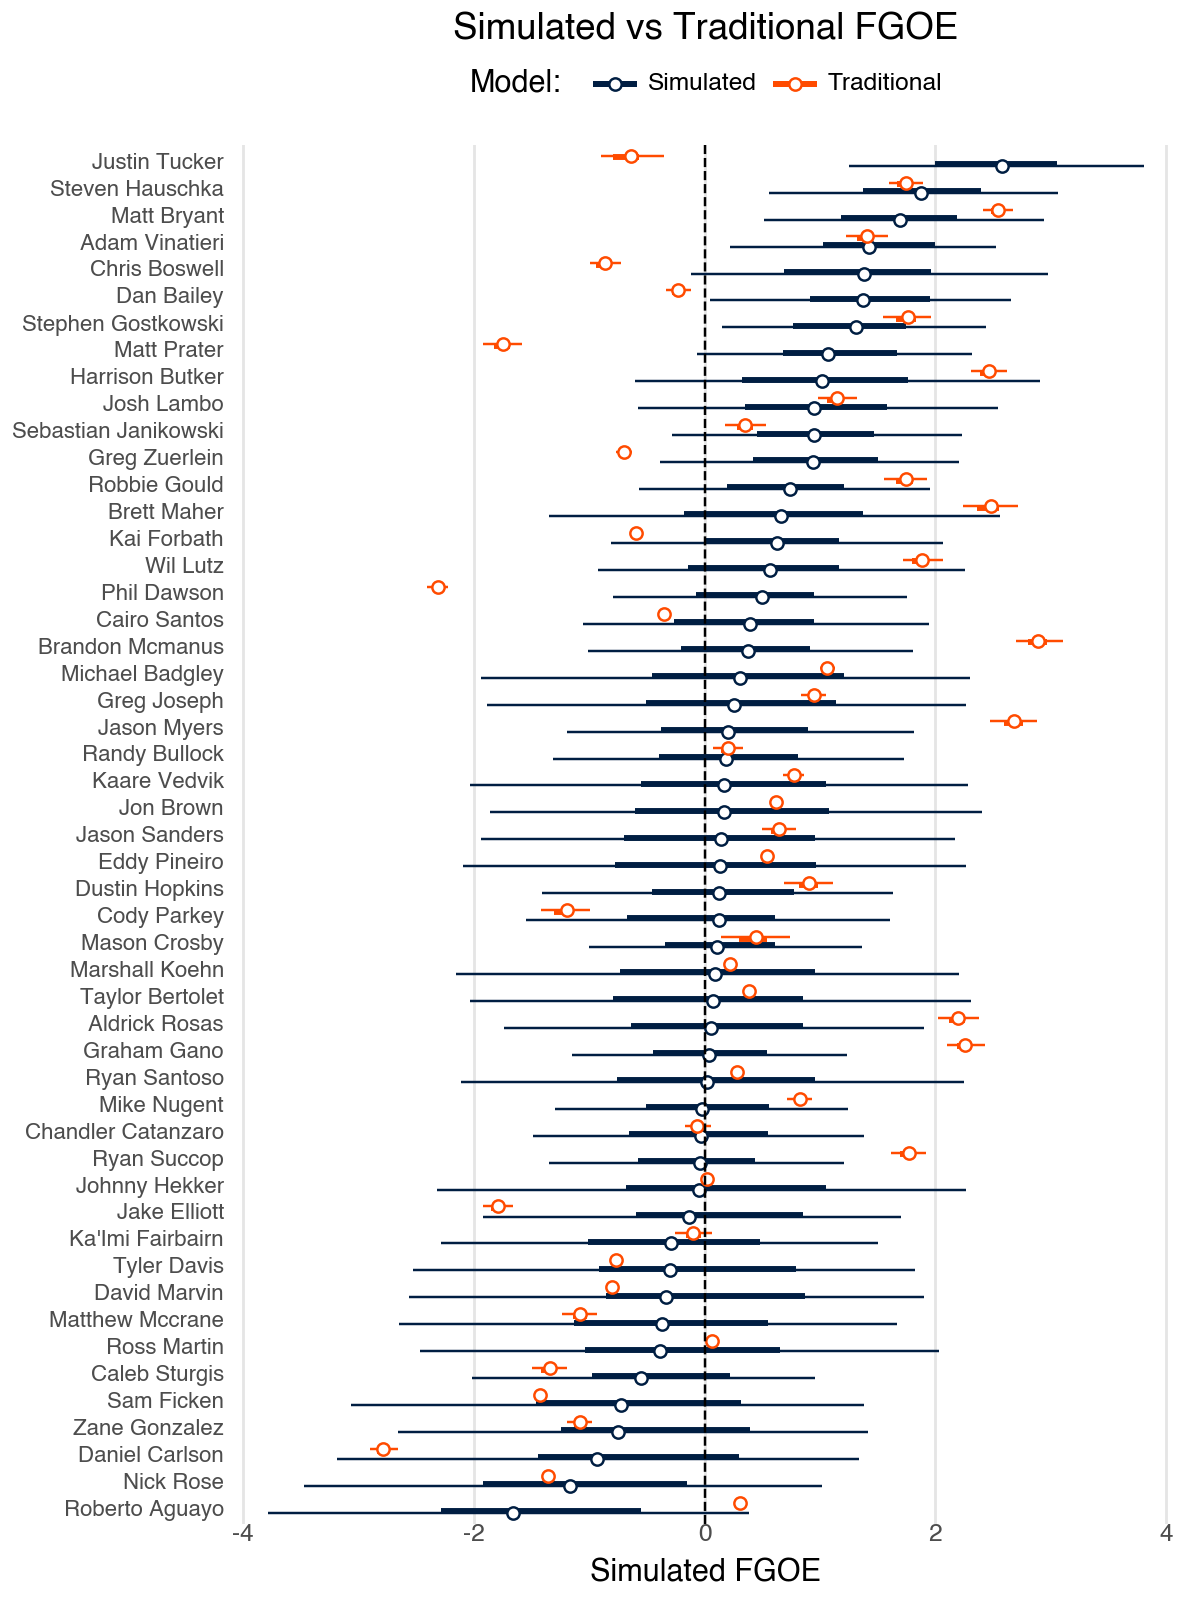 Simulated vs Traditional FGOE
Model: Simulated Traditional
Justin Tucker
Steven Hauschka
Matt Bryant
Adam Vinatieri
Chris Boswell
Dan Bailey
Stephen Gostkowski
Matt Prater
Harrison Butker
Josh Lambo
Sebastian Janikowski
Greg Zuerlein
Robbie Gould
Brett Maher
Kai Forbath
Wil Lutz
Phil Dawson
Cairo Santos
Brandon Mcmanus
Michael Badgley
Greg Joseph
Jason Myers
Randy Bullock
Kaare Vedvik
Jon Brown
Jason Sanders
Eddy Pineiro
Dustin Hopkins
Cody Parkey
Mason Crosby
Marshall Koehn
Taylor Bertolet
Aldrick Rosas
Graham Gano
Ryan Santoso
Mike Nugent
Chandler Catanzaro
Ryan Succop
Johnny Hekker
Jake Elliott
Ka'Imi Fairbairn
Tyler Davis
David Marvin
Matthew Mccrane
Ross Martin
Caleb Sturgis
Sam Ficken
Zane Gonzalez
Daniel Carlson
Nick Rose
Roberto Aguayo
-4 -2 0 2 4
Simulated FGOE